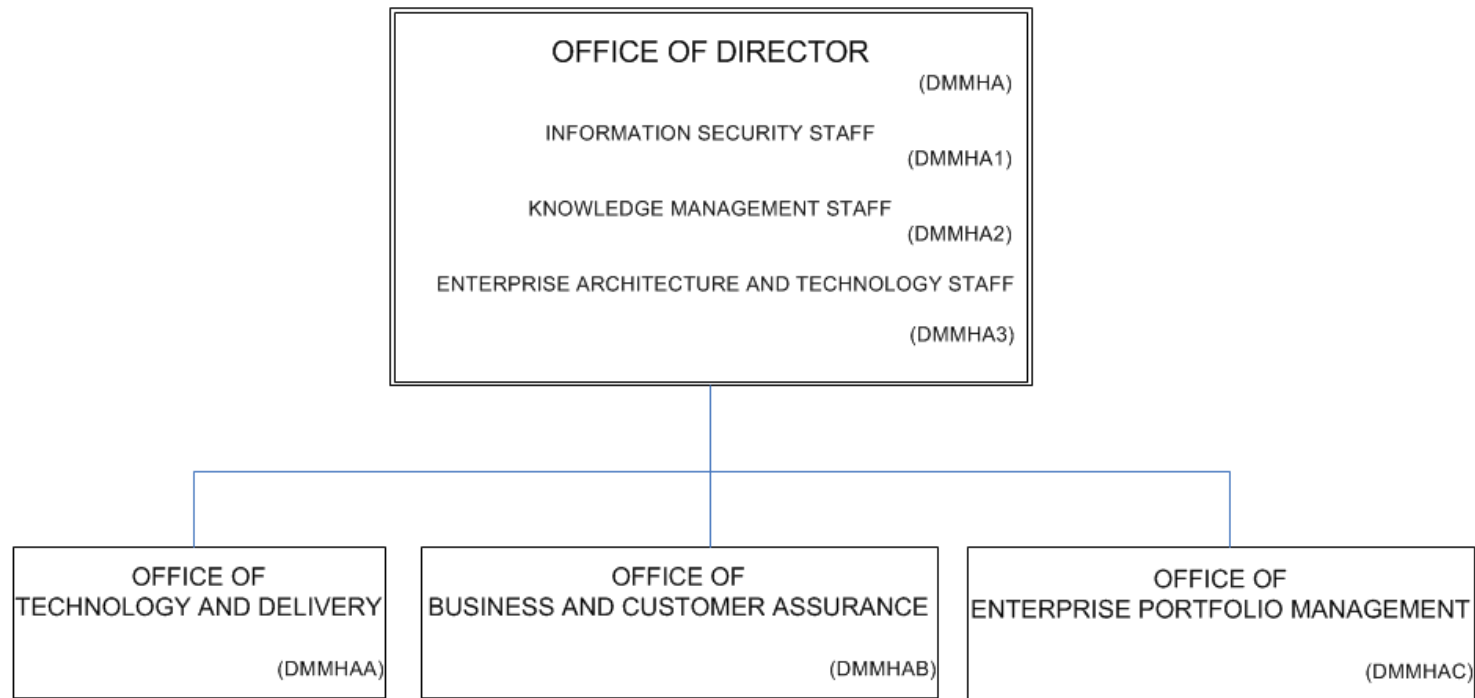 OFFICE OF DIRECTOR
(DMMHA)
INFORMATION SECURITY STAFF
(DMMHA1)
KNOWLEDGE MANAGEMENT STAFF
(DMMHA2)
ENTERPRISE ARCHITECTURE AND TECHNOLOGY STAFF
(DMMHA3)
OFFICE OF
TECHNOLOGY AND DELIVERY
(DMMHAA)
OFFICE OF
BUSINESS AND CUSTOMER ASSURANCE
(DMMHAB)
OFFICE OF
ENTERPRISE PORTFOLIO MANAGEMENT
(DMMHAC)